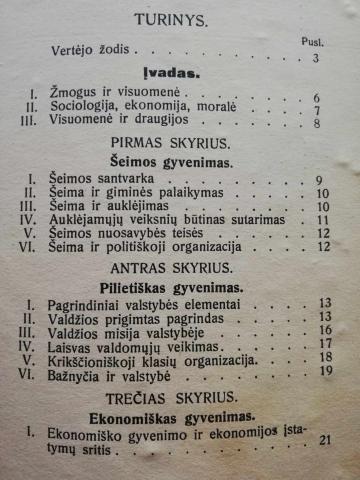 TURINYS.
Pusl.
Vertėjo žodis . . . . . . 3
Įvadas.
I. Žmogus ir visuomenė . . . . . 6
II. Sociologija, ekonomija, moralė . . . 7
III. Visuomenė ir draugijos . . . . 8
PIRMAS SKYRIUS.
Šeimos gyvenimas.
I. Šeimos santvarka . . . . . 9
II. Šeima ir giminės palaikymas . . . . 10
III. Šeima ir auklėjimas . . . . . 10
IV. Auklėjamųjų veiksnių būtinas sutarimas . . 11
V. Šeimos nuosavybės teisės . . . . 12
VI. Šeima ir politiškoji organizacija . . . 12
ANTRAS SKYRIUS.
Pilietiškas gyvenimas.
I. Pagrindiniai valstybės elementai . . . 13
II. Valdžios prigimtas pagrindas . . . . 13
III. Valdžios misija valstybėje . . . . 16
IV. Laisvas valdomųjų veikimas . . . . 17
V. Krikščioniškoji klasių organizacija . . . 18
VI. Bažnyčia ir valstybė . . . . . 19
TREČIAS SKYRIUS.
Ekonomiškas gyvenimas.
I. Ekonomiško gyvenimo ir ekonomijos įsta-
tymų sritis . . . . . . 21